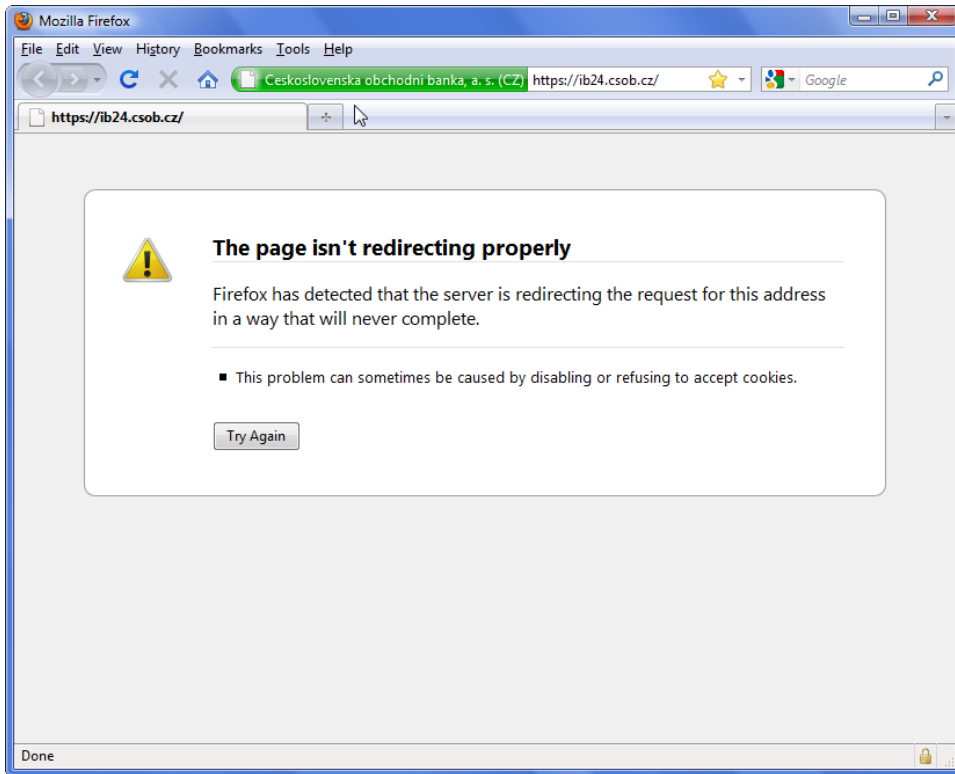 Mozilla Firefox
File Edit View History Bookmarks Tools Help
Ceskoslovenska obchodni banka, a. s. (CZ) https://ib24.csob.cz/ Google
https://ib24.csob.cz/
The page isn't redirecting properly
Firefox has detected that the server is redirecting the request for this address
in a way that will never complete.
This problem can sometimes be caused by disabling or refusing to accept cookies.
Try Again
Done